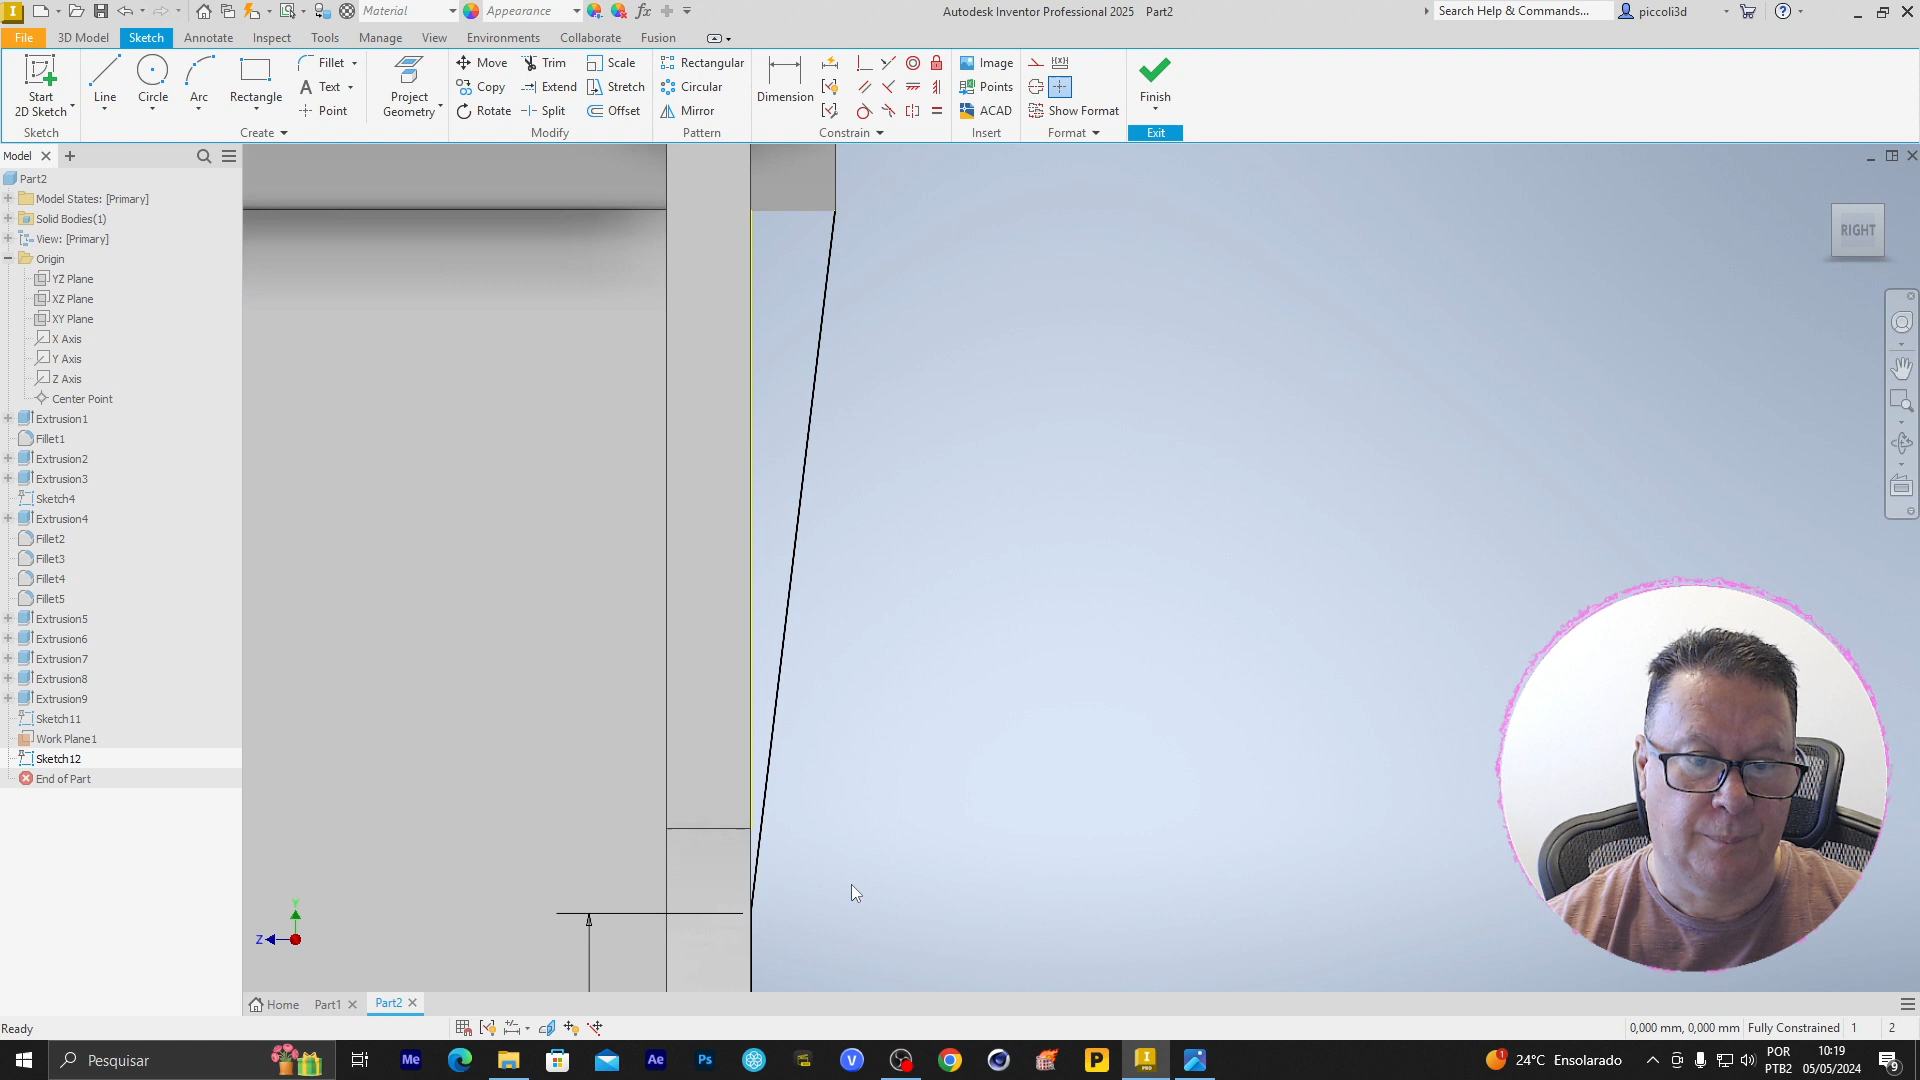 Material
Appearance
Autodesk Inventor Professional 2025 Part2
Search Help & Commands...
piccoli3d
File 3D Model Sketch Annotate Inspect Tools Manage View Environments Collaborate Fusion
Start
2D Sketch
Line
Circle
Arc
Rectangle
Fillet
Text
Point
Project
Geometry
Move
Copy
Rotate
Trim
Extend
Split
Scale
Stretch
Offset
Rectangular
Circular
Mirror
Dimension
Image
Points
ACAD
Show Format
Finish
Sketch Create Modify Pattern Constrain Insert Format Exit
Model
Part2
Model States: [Primary]
Solid Bodies(1)
View: [Primary]
Origin
YZ Plane
XZ Plane
XY Plane
X Axis
Y Axis
Z Axis
Center Point
Extrusion1
Fillet1
Extrusion2
Extrusion3
Sketch4
Extrusion4
Fillet2
Fillet3
Fillet4
Fillet5
Extrusion5
Extrusion6
Extrusion7
Extrusion8
Extrusion9
Sketch11
Work Plane1
Sketch12
End of Part
RIGHT
Y
Z
Home Part1 Part2
Ready
0,000 mm, 0,000 mm Fully Constrained 1 2
Pesquisar
Me
Ae
Ps
V
P
I
PRO
24°C Ensolarado
POR
PTB2
10:19
05/05/2024
9